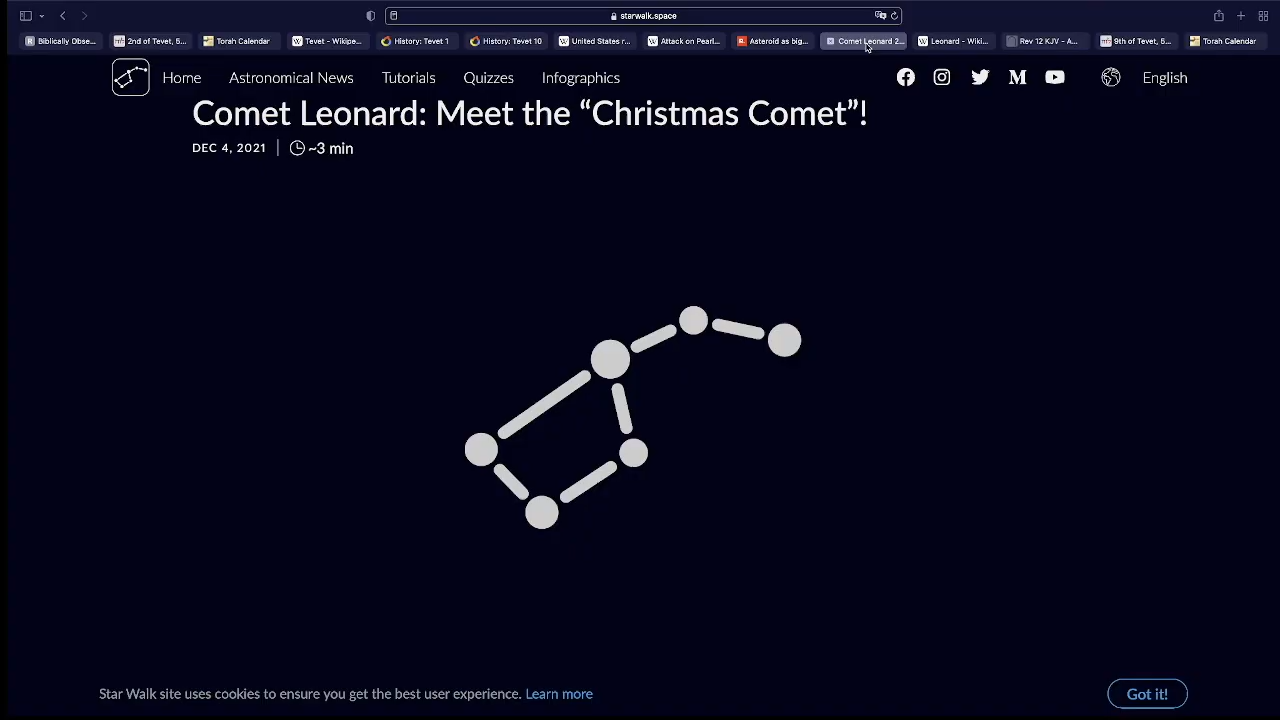 starwalk.space
Biblically Obse...
2nd of Tevet, 5...
Torah Calendar
Tevet - Wikipe...
History: Tevet 1
History: Tevet 10
United States r...
Attack on Pearl...
Asteroid as big...
Comet Leonard 2...
Leonard - Wiki...
Rev 12 KJV - A...
9th of Tevet, 5...
Torah Calendar
Home
Astronomical News
Tutorials
Quizzes
Infographics
English
Comet Leonard: Meet the “Christmas Comet”!
DEC 4, 2021
~3 min
Star Walk site uses cookies to ensure you get the best user experience. Learn more
Got it!